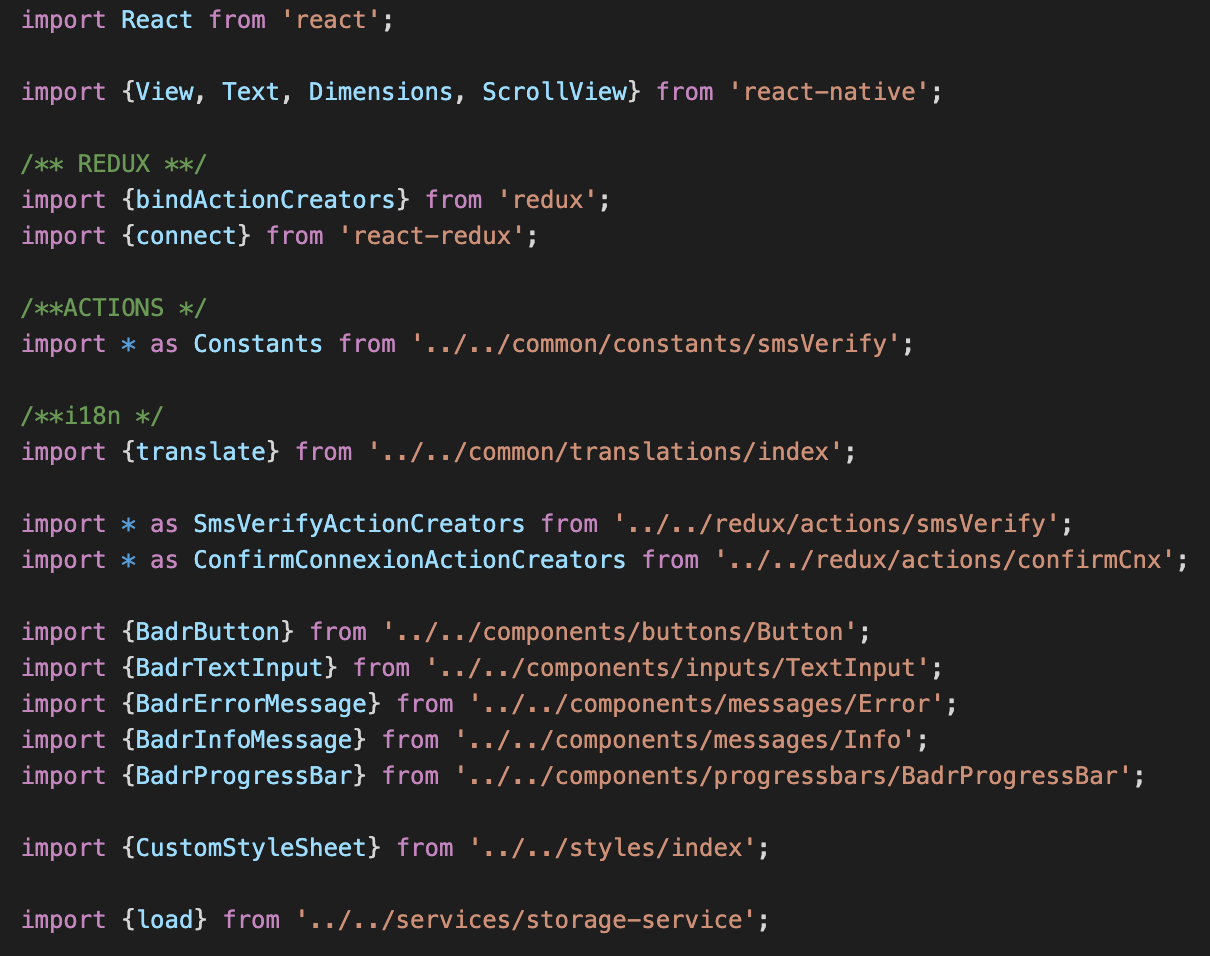 import React from 'react';
import {View, Text, Dimensions, ScrollView} from 'react-native';
/** REDUX **/
import {bindActionCreators} from 'redux';
import {connect} from 'react-redux';
/**ACTIONS */
import * as Constants from '../../common/constants/smsVerify';
/**i18n */
import {translate} from '../../common/translations/index';
import * as SmsVerifyActionCreators from '../../redux/actions/smsVerify';
import * as ConfirmConnexionActionCreators from '../../redux/actions/confirmCnx';
import {BadrButton} from '../../components/buttons/Button';
import {BadrTextInput} from '../../components/inputs/TextInput';
import {BadrErrorMessage} from '../../components/messages/Error';
import {BadrInfoMessage} from '../../components/messages/Info';
import {BadrProgressBar} from '../../components/progressbars/BadrProgressBar';
import {CustomStyleSheet} from '../../styles/index';
import {load} from '../../services/storage-service';